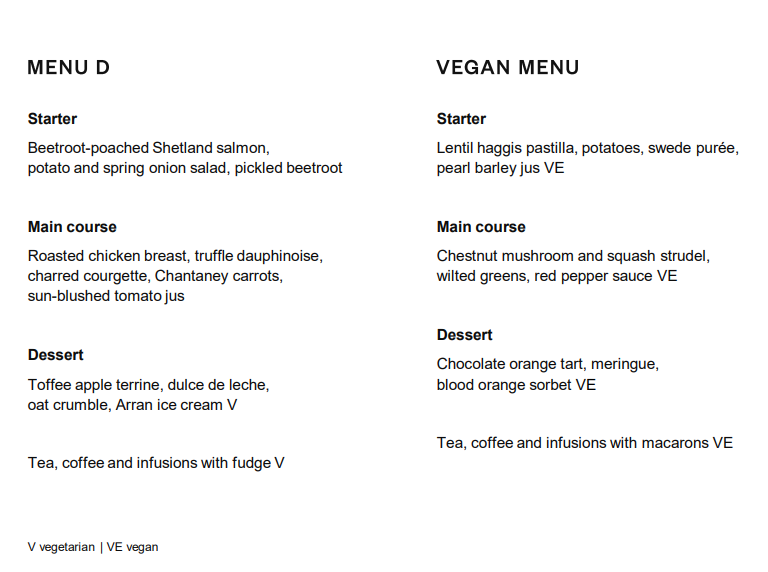 MENU D
Starter
Beetroot-poached Shetland salmon,
potato and spring onion salad, pickled beetroot
Main course
Roasted chicken breast, truffle dauphinoise,
charred courgette, Chantaney carrots,
sun-blushed tomato jus
Dessert
Toffee apple terrine, dulce de leche,
oat crumble, Arran ice cream V
Tea, coffee and infusions with fudge V
VEGAN MENU
Starter
Lentil haggis pastilla, potatoes, swede purée,
pearl barley jus VE
Main course
Chestnut mushroom and squash strudel,
wilted greens, red pepper sauce VE
Dessert
Chocolate orange tart, meringue,
blood orange sorbet VE
Tea, coffee and infusions with macarons VE
V vegetarian | VE vegan